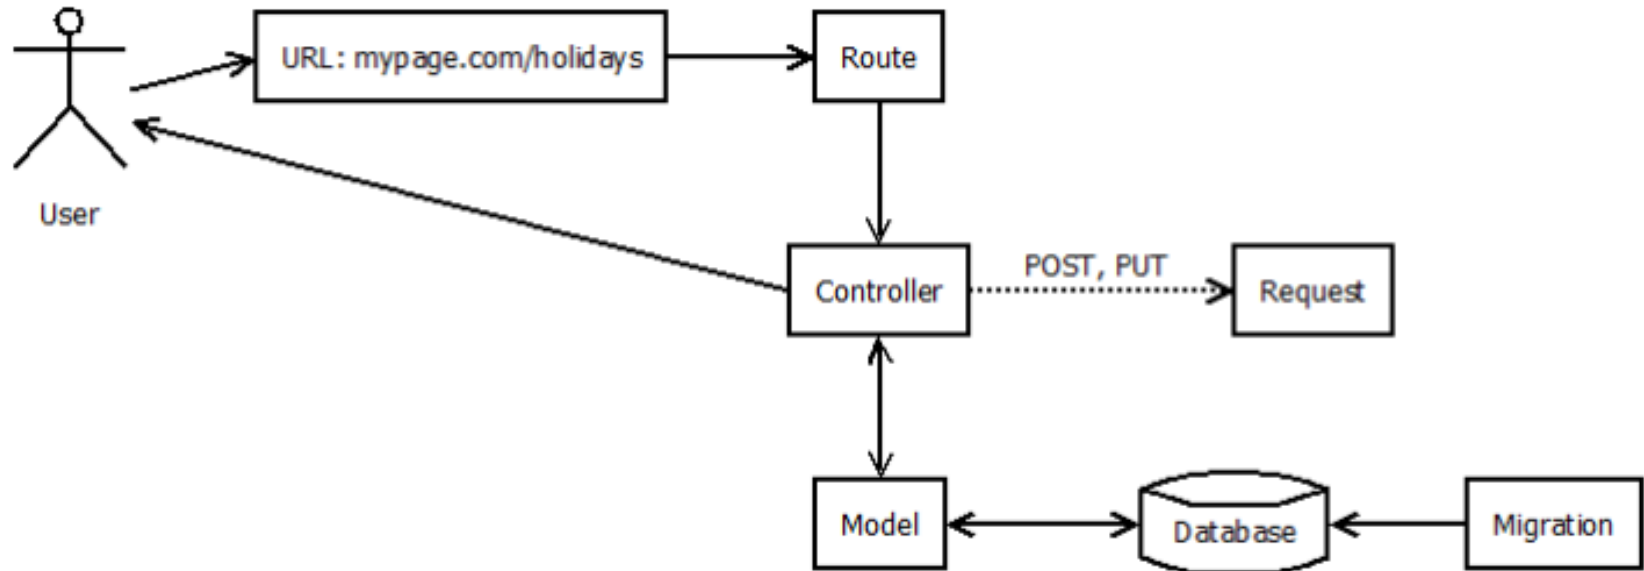 URL: mypage.com/holidays
Route
User
POST, PUT
Controller
Request
Model
Database
Migration